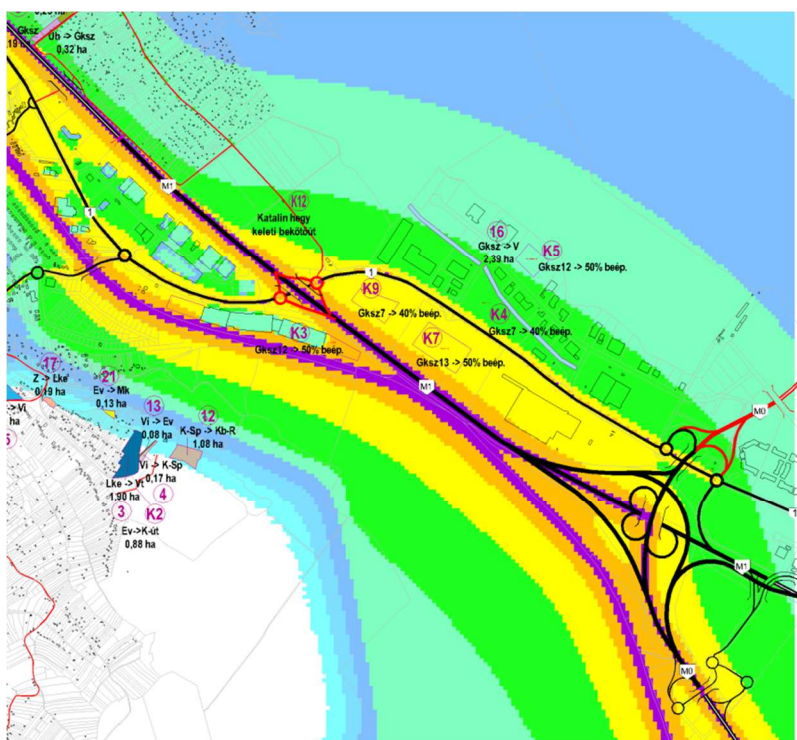 Gksz
Üh -> Gksz
0,32 ha
M1
1
K12
Katalin hegy
keleti bekötőút
16
Gksz -> V
2,39 ha
K5
Gksz12 -> 50% beép.
1
K9
Gksz7 -> 40% beép.
K4
Gksz7 -> 40% beép.
K3
Gksz12 -> 50% beép.
K7
Gksz13 -> 50% beép.
M1
17
Z -> Lke
0,19 ha
21
Ev -> Mk
0,13 ha
-> Vi
ha
13
Vi -> Ev
0,08 ha
12
K-Sp -> Kb-R
1,08 ha
M0
Vi -> K-Sp
0,17 ha
Lke -> Vt
1,90 ha
4
3
K2
Ev->K-út
0,88 ha
1
M1
M0